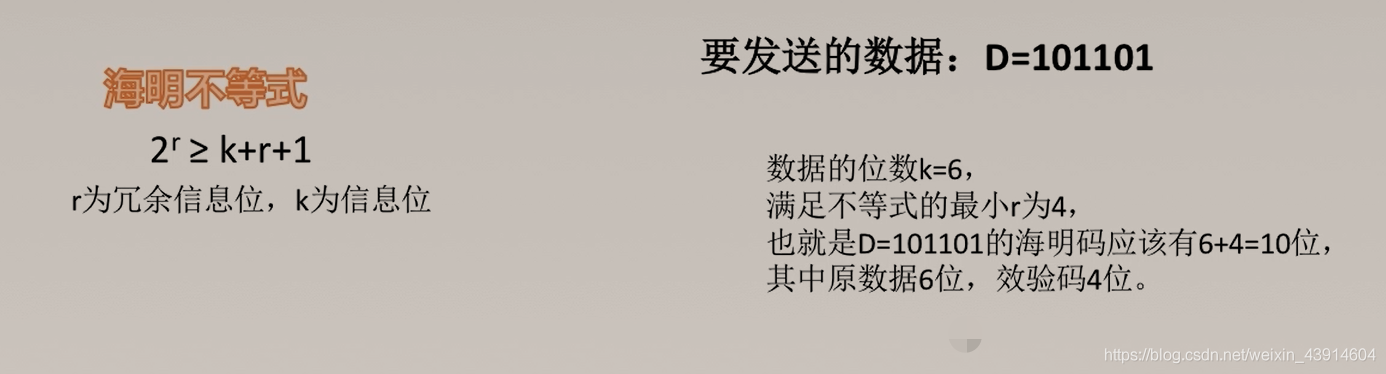 海明不等式
2ʳ ≥ k+r+1
r为冗余信息位，k为信息位
要发送的数据：D=101101
数据的位数k=6，
满足不等式的最小r为4，
也就是D=101101的海明码应该有6+4=10位，
其中原数据6位，效验码4位。
https://blog.csdn.net/weixin_43914604